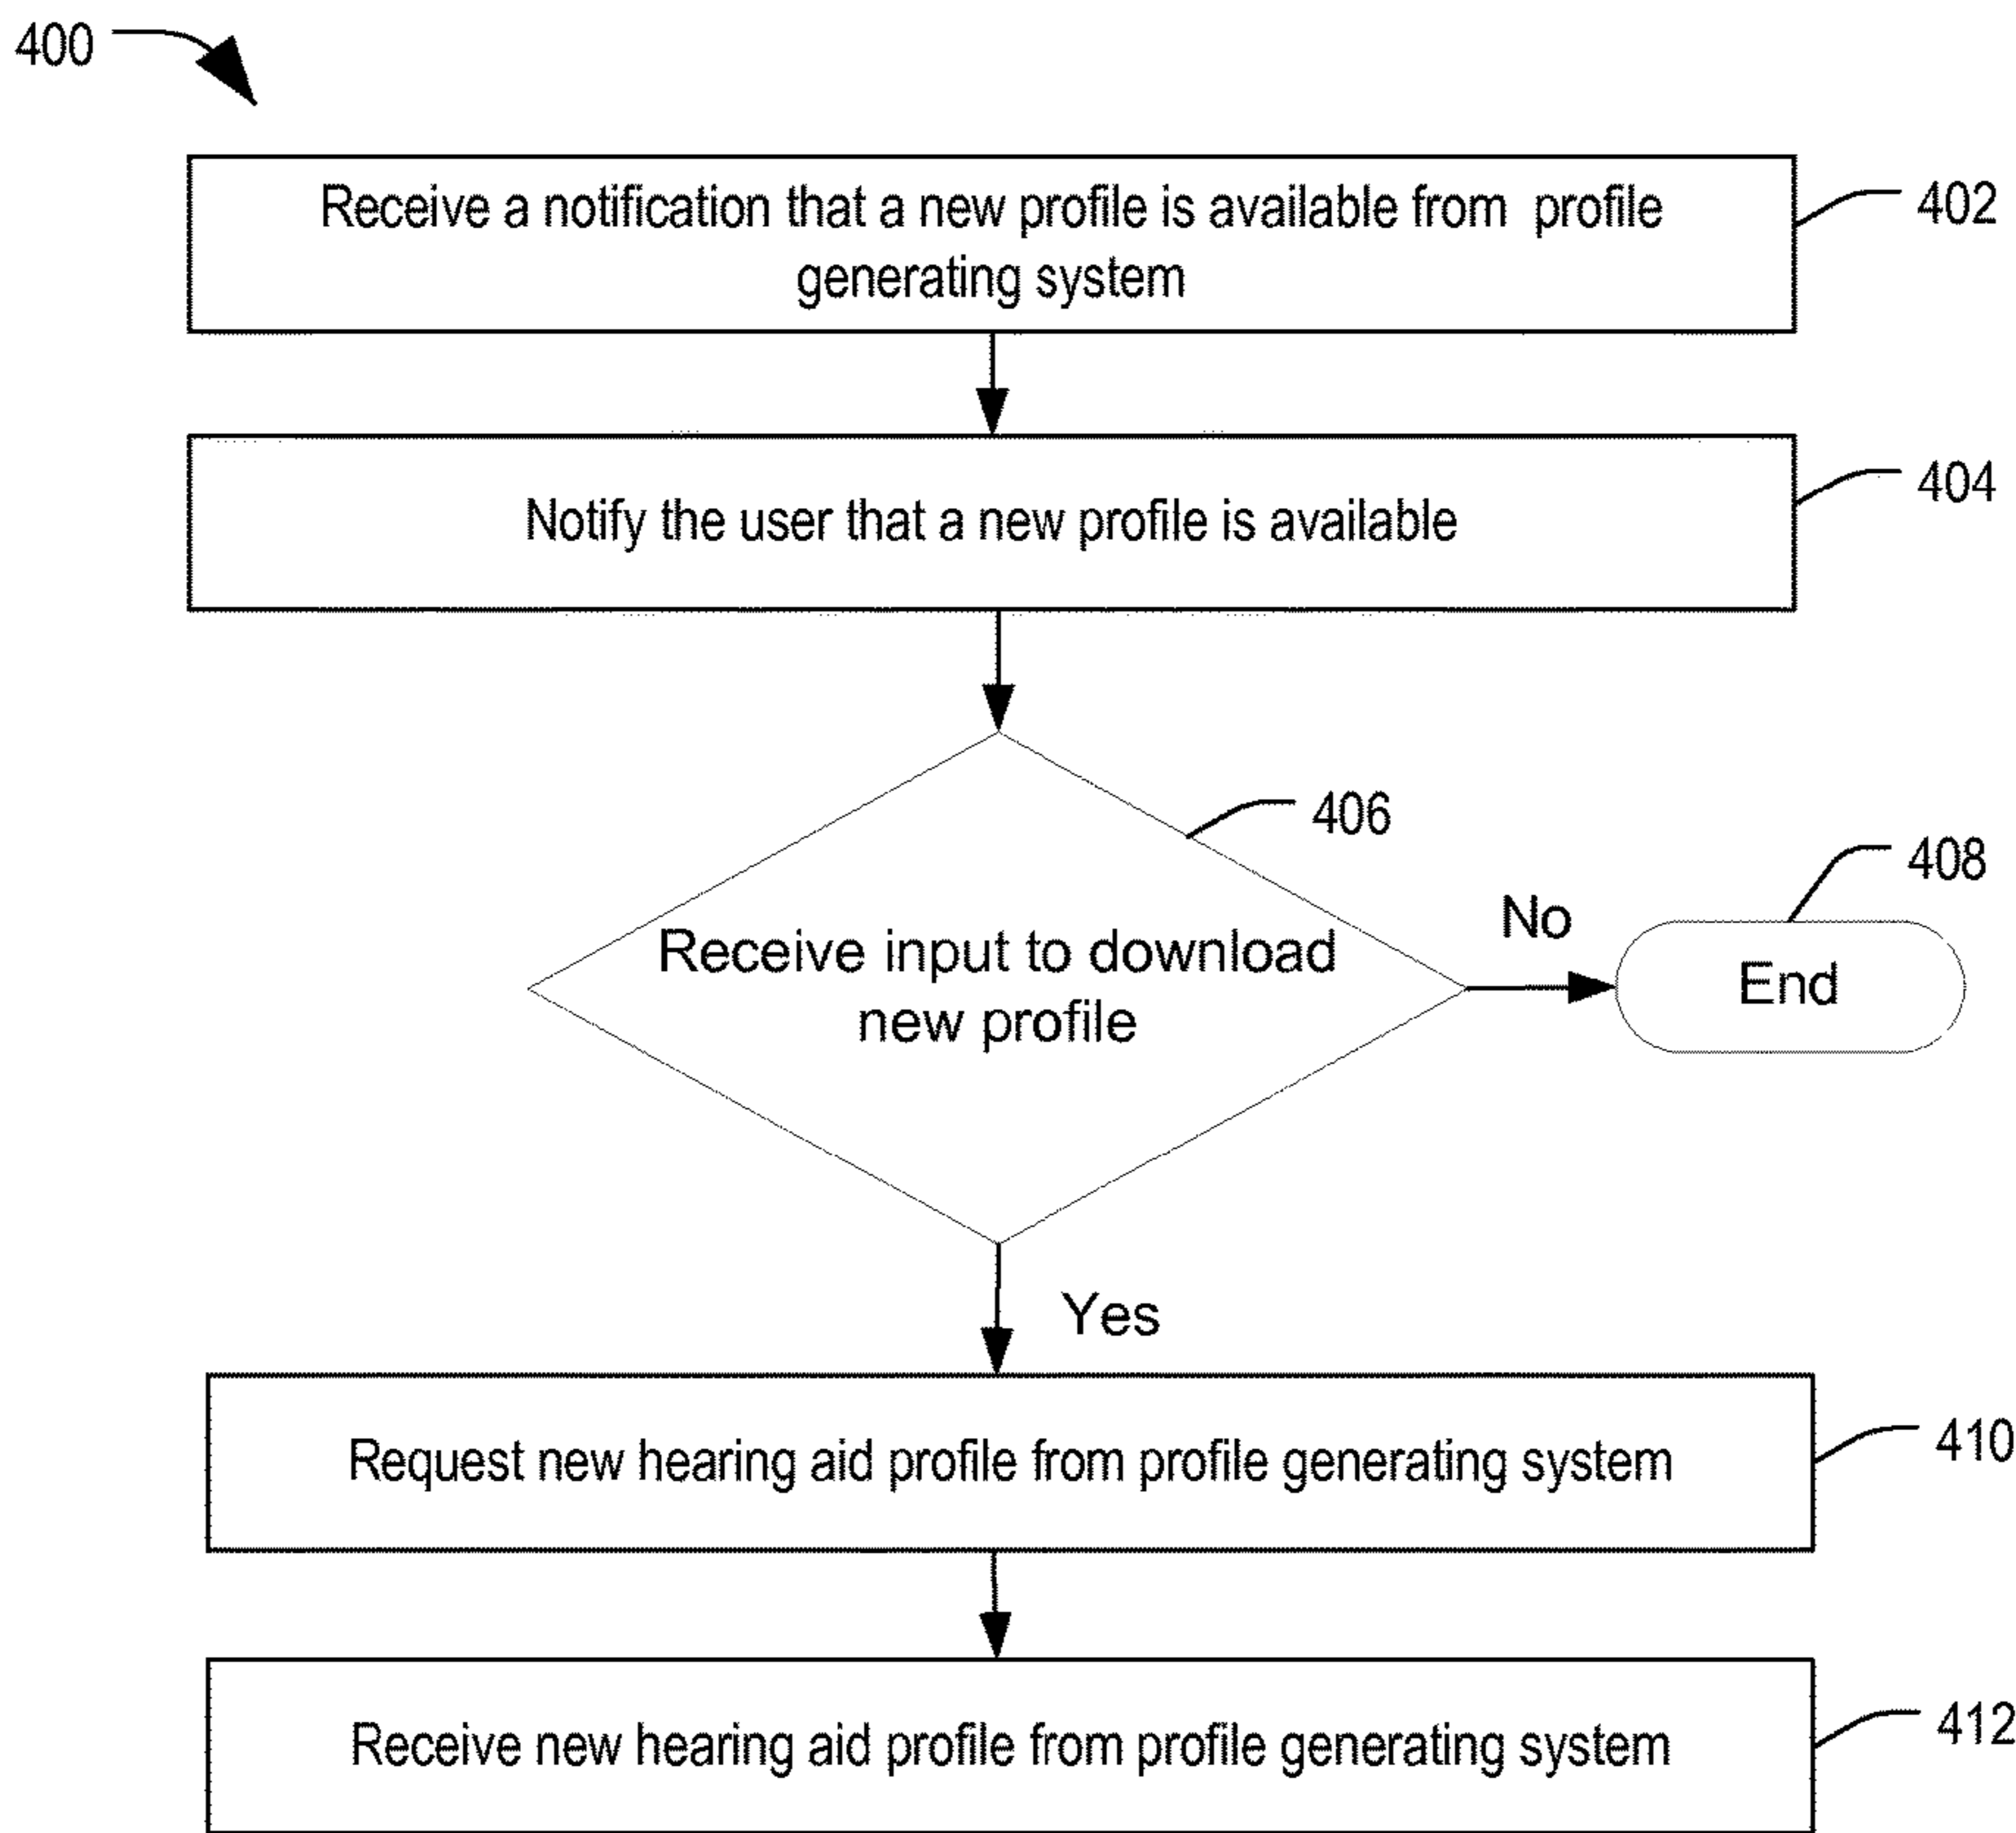 400
Receive a notification that a new profile is available from profile
generating system
402
Notify the user that a new profile is available
404
406
Receive input to download
new profile
No
408
End
Yes
Request new hearing aid profile from profile generating system
410
Receive new hearing aid profile from profile generating system
412